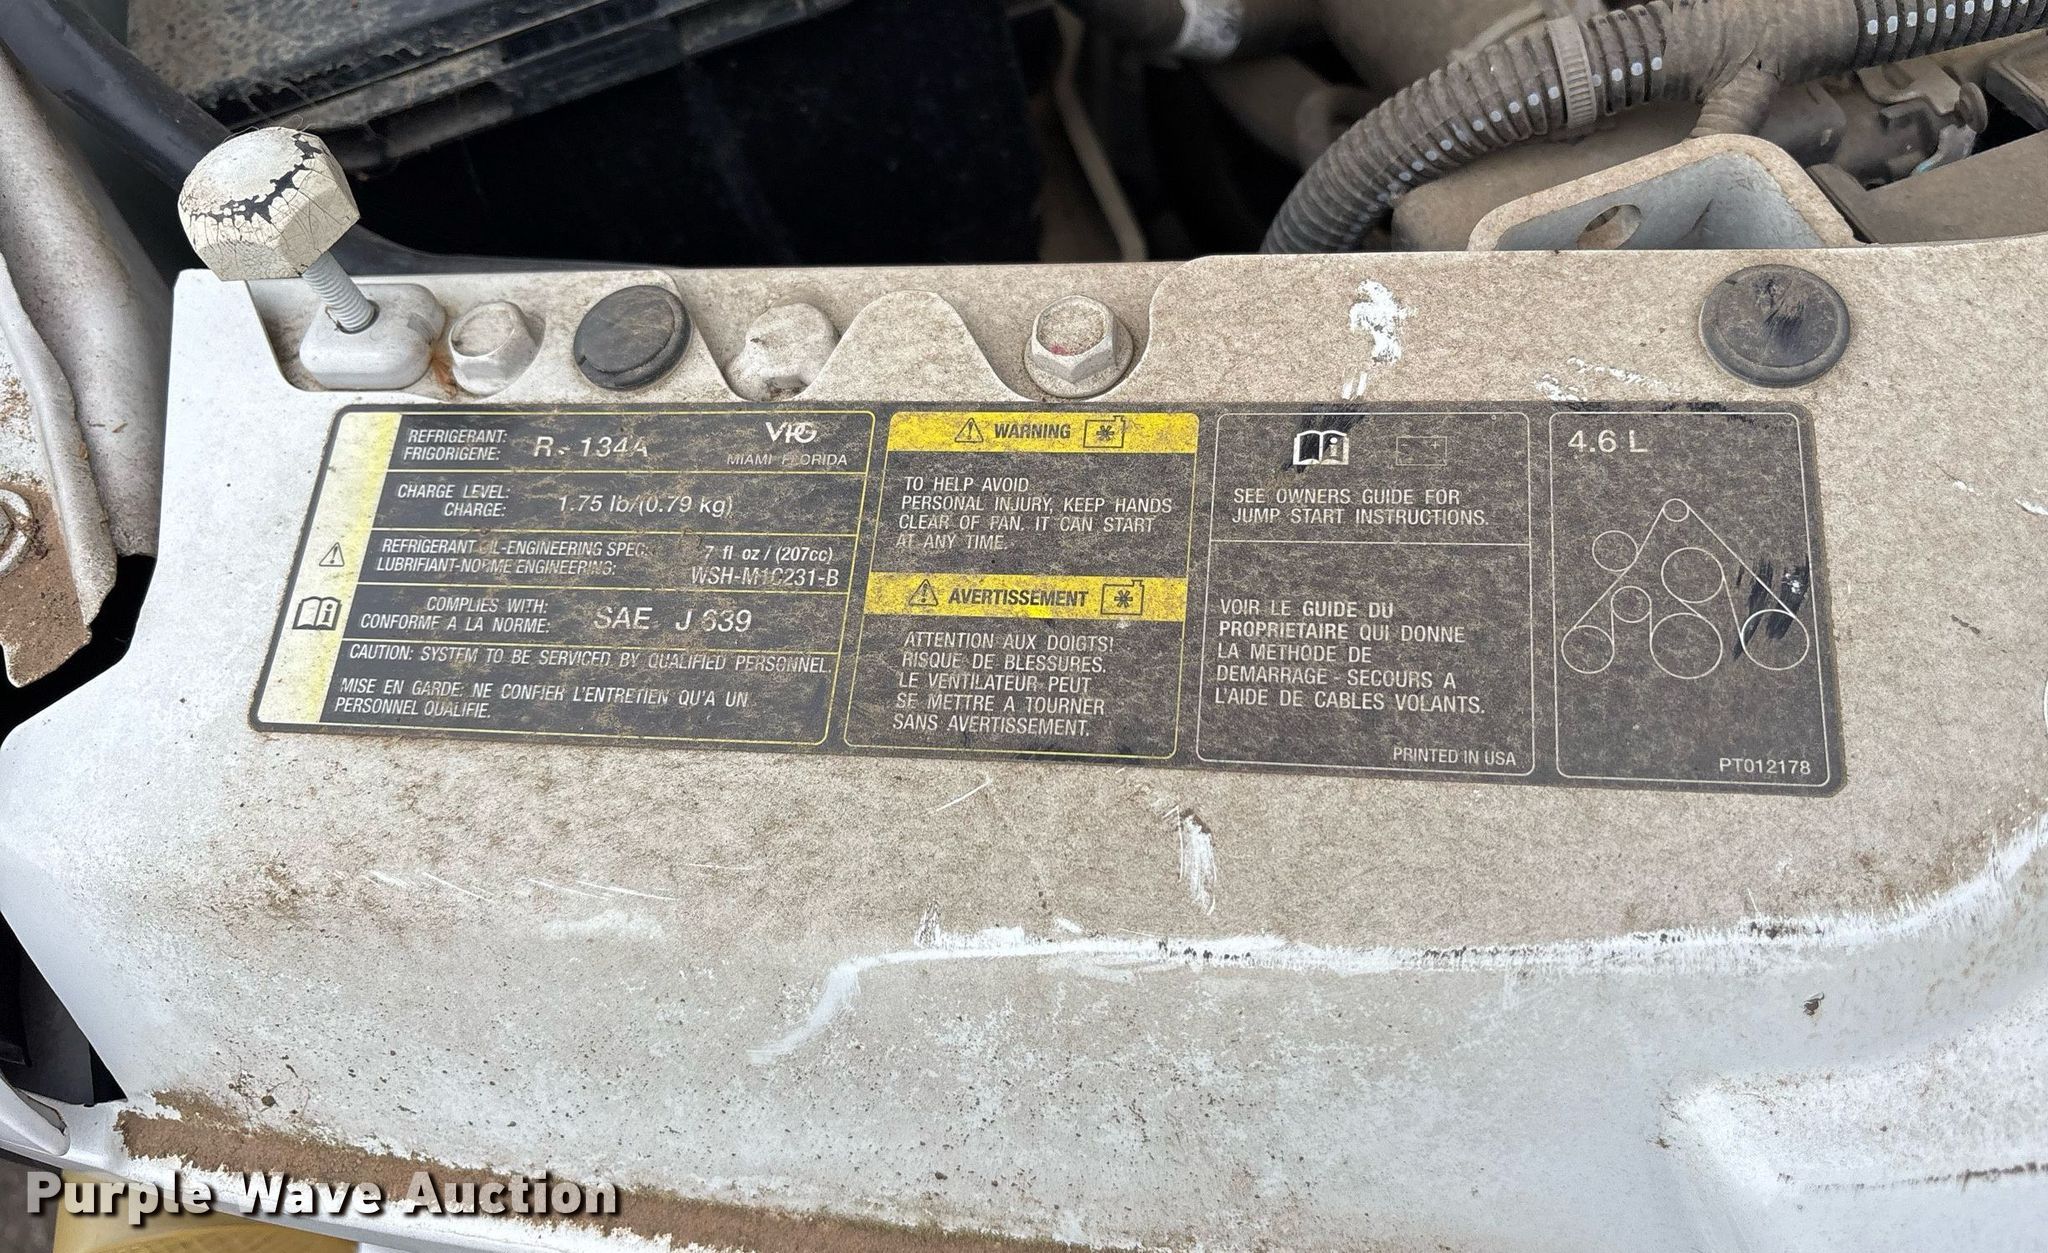 REFRIGERANT:
FRIGORIGENE:
R - 134A
VPG
MIAMI FLORIDA
CHARGE LEVEL:
CHARGE:
1.75 lb/(0.79 kg)
REFRIGERANT OIL-ENGINEERING SPEC:
LUBRIFIANT-NORME ENGINEERING:
7 fl oz / (207cc)
WSH-M1C231-B
COMPLIES WITH:
CONFORME A LA NORME:
SAE J 639
CAUTION: SYSTEM TO BE SERVICED BY QUALIFIED PERSONNEL.
MISE EN GARDE: NE CONFIER L'ENTRETIEN QU'A UN
PERSONNEL QUALIFIE.
WARNING
TO HELP AVOID
PERSONAL INJURY, KEEP HANDS
CLEAR OF FAN. IT CAN START
AT ANY TIME.
AVERTISSEMENT
ATTENTION AUX DOIGTS!
RISQUE DE BLESSURES.
LE VENTILATEUR PEUT
SE METTRE A TOURNER
SANS AVERTISSEMENT.
SEE OWNERS GUIDE FOR
JUMP START INSTRUCTIONS.
VOIR LE GUIDE DU
PROPRIETAIRE QUI DONNE
LA METHODE DE
DEMARRAGE - SECOURS A
L'AIDE DE CABLES VOLANTS.
PRINTED IN USA
4.6 L
PT012178
Purple Wave Auction